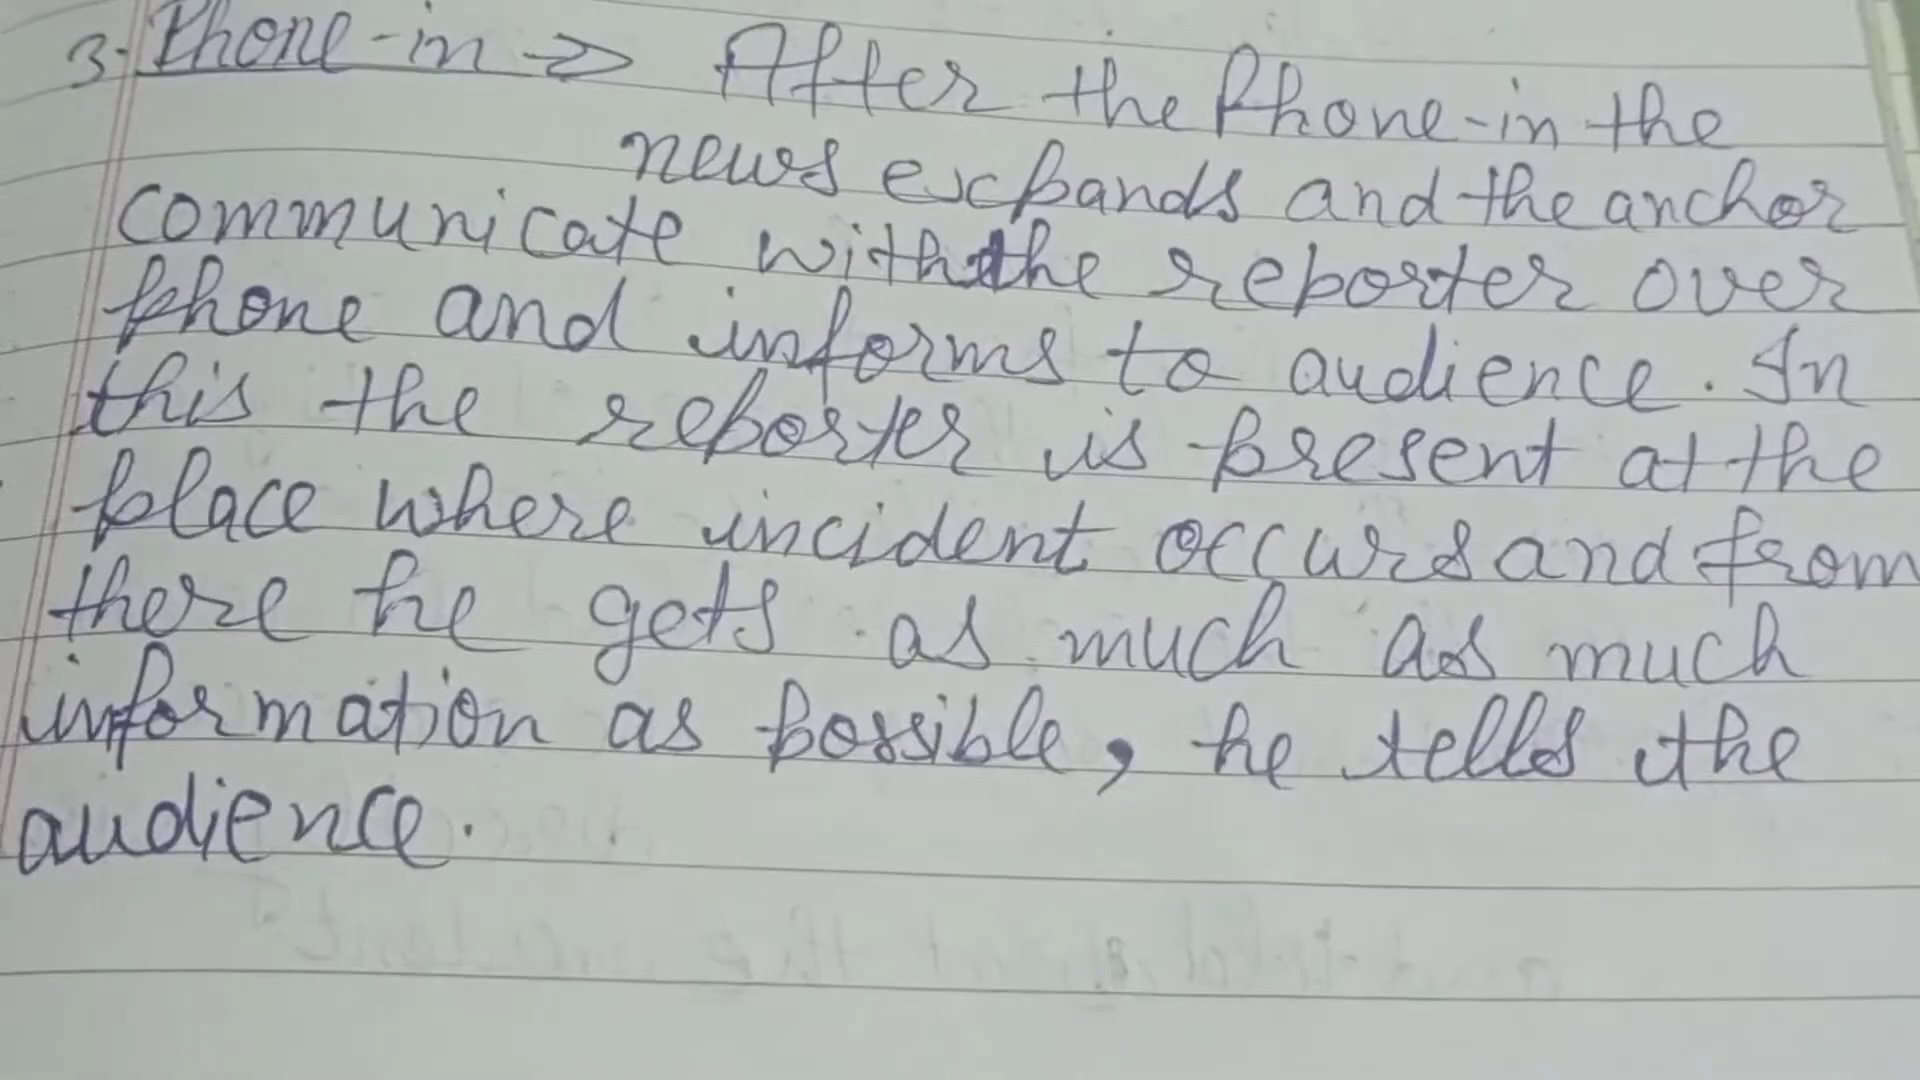 3. Phone-in => After the Phone-in the
news expands and the anchor
communicate with the reporter over
phone and informs to audience. In
this the reporter is present at the
place where incident occurs and from
there he gets as much as much
information as possible, he tells the
audience.